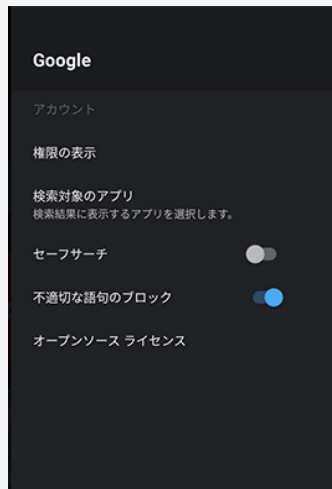 Google
アカウント
権限の表示
検索対象のアプリ
検索結果に表示するアプリを選択します。
セーフサーチ
不適切な語句のブロック
オープンソース ライセンス